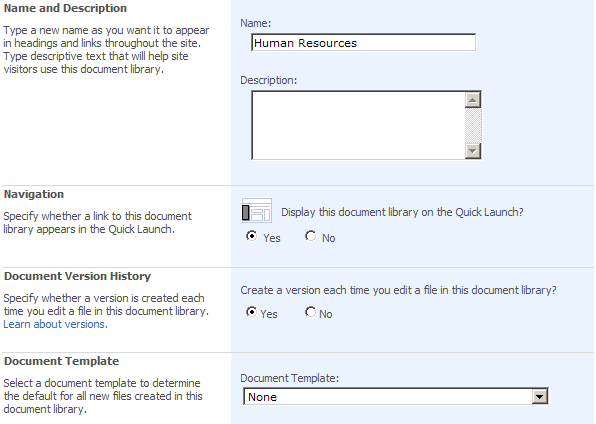 Name and Description
Type a new name as you want it to appear
in headings and links throughout the site.
Type descriptive text that will help site
visitors use this document library.
Name:
Human Resources
Description:
Navigation
Specify whether a link to this document
library appears in the Quick Launch.
Display this document library on the Quick Launch?
Yes No
Document Version History
Specify whether a version is created each
time you edit a file in this document library.
Learn about versions.
Create a version each time you edit a file in this document library?
Yes No
Document Template
Select a document template to determine
the default for all new files created in this
document library.
Document Template:
None